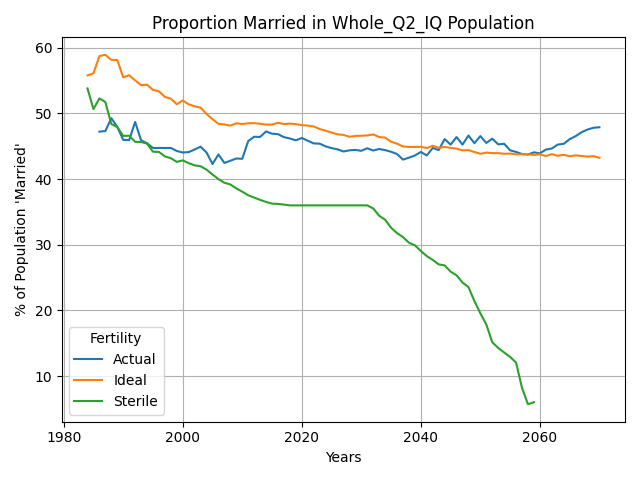 Proportion Married in Whole_Q2_IQ Population
% of Population 'Married'
60
50
40
30
20
10
Fertility
Actual
Ideal
Sterile
1980
2000
2020
2040
2060
Years